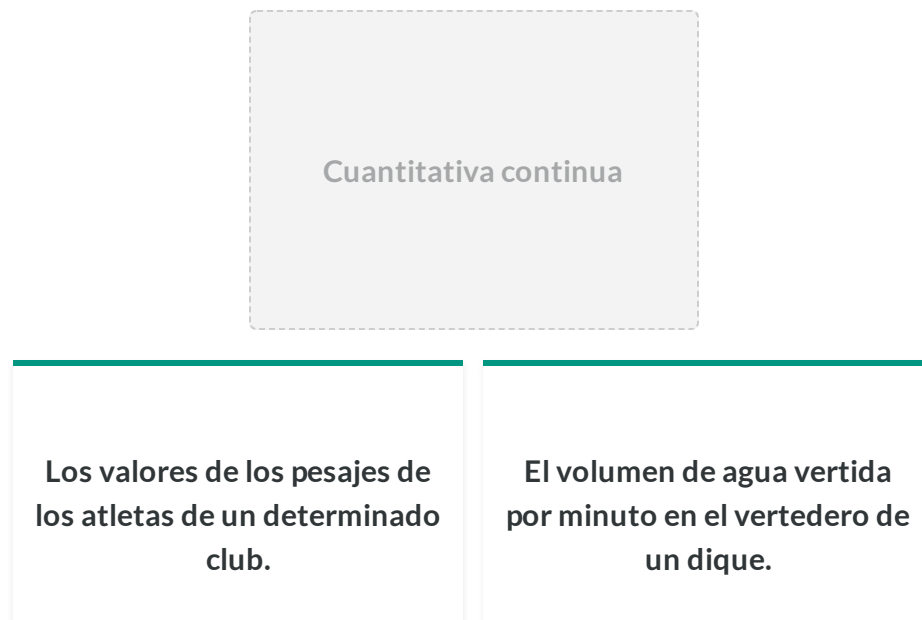 Cuantitativa continua
Los valores de los pesajes de
los atletas de un determinado
club.
El volumen de agua vertida
por minuto en el vertedero de
un dique.